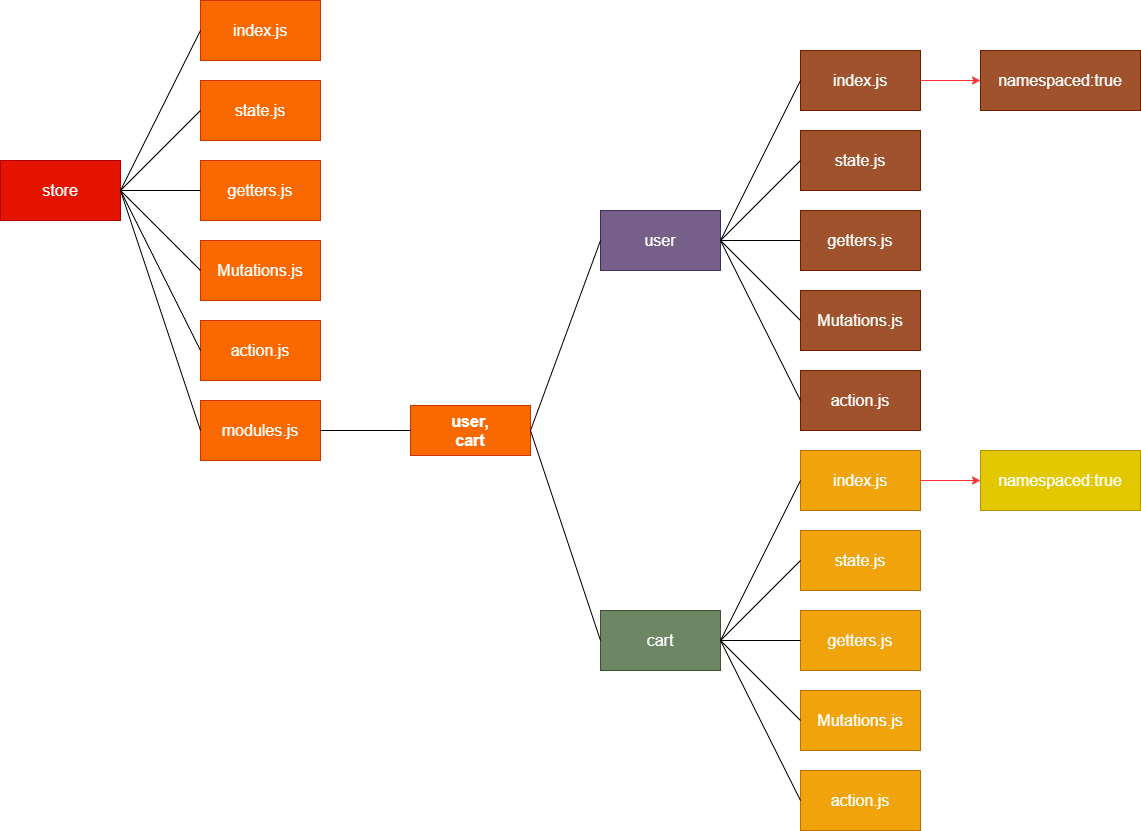 store
index.js
state.js
getters.js
Mutations.js
action.js
modules.js
user,
cart
user
index.js
namespaced:true
state.js
getters.js
Mutations.js
action.js
cart
index.js
namespaced:true
state.js
getters.js
Mutations.js
action.js